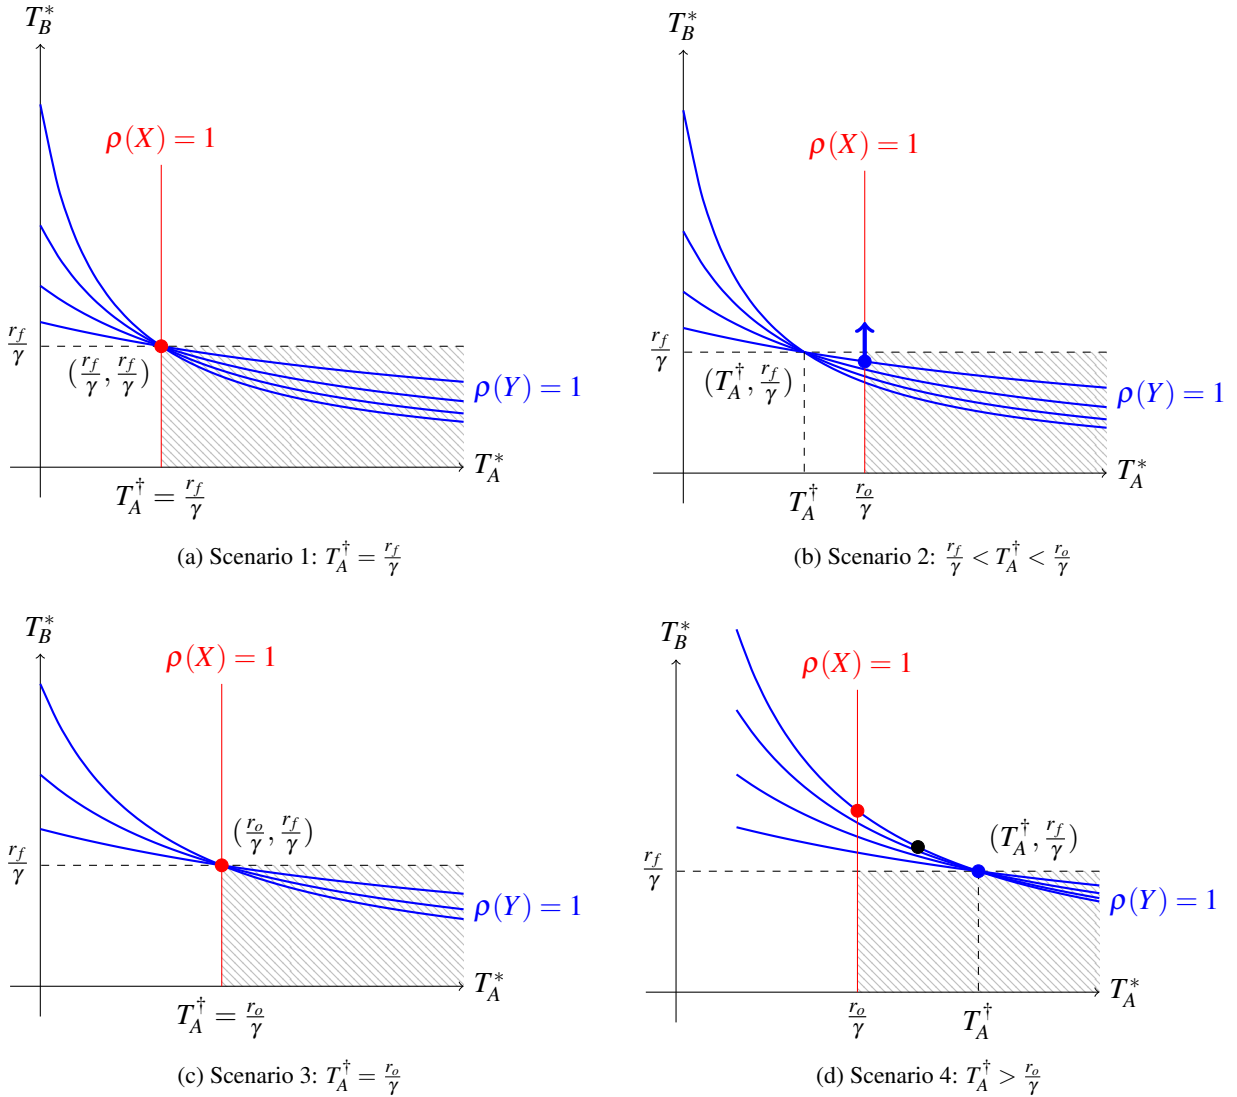 T_B^*
ρ(X) = 1
r_f/γ
(r_f/γ, r_f/γ)
ρ(Y) = 1
T_A^*
T_A^† = r_f/γ
(a) Scenario 1: T_A^† = r_f/γ
T_B^*
ρ(X) = 1
r_f/γ
(T_A^†, r_f/γ)
ρ(Y) = 1
T_A^*
T_A^†
r_o/γ
(b) Scenario 2: r_f/γ < T_A^† < r_o/γ
T_B^*
ρ(X) = 1
(r_o/γ, r_f/γ)
r_f/γ
ρ(Y) = 1
T_A^*
T_A^† = r_o/γ
(c) Scenario 3: T_A^† = r_o/γ
T_B^*
ρ(X) = 1
(T_A^†, r_f/γ)
r_f/γ
ρ(Y) = 1
T_A^*
r_o/γ
T_A^†
(d) Scenario 4: T_A^† > r_o/γ